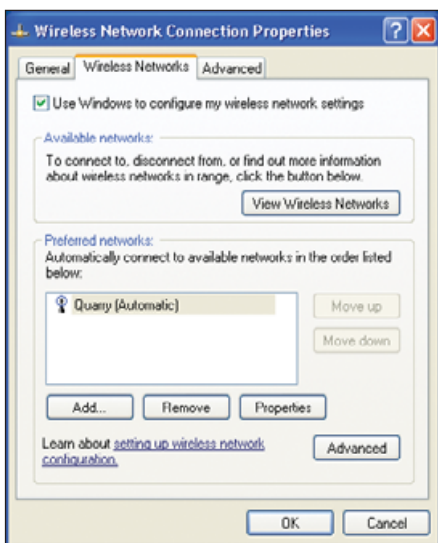 Wireless Network Connection Properties
General Wireless Networks Advanced
Use Windows to configure my wireless network settings
Available networks:
To connect to, disconnect from, or find out more information
about wireless networks in range, click the button below.
View Wireless Networks
Preferred networks:
Automatically connect to available networks in the order listed
below:
Quarry (Automatic)
Move up
Move down
Add... Remove Properties
Learn about setting up wireless network
configuration.
Advanced
OK Cancel